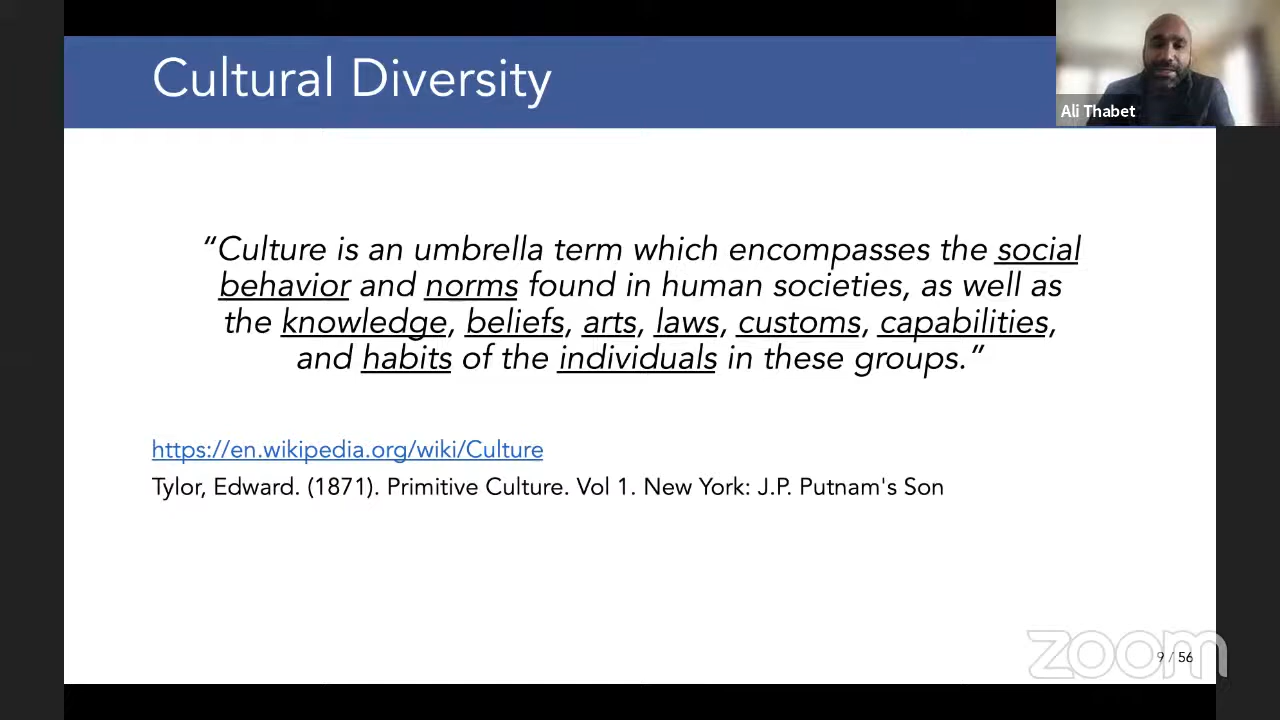 Cultural Diversity
Ali Thabet
“Culture is an umbrella term which encompasses the social
behavior and norms found in human societies, as well as
the knowledge, beliefs, arts, laws, customs, capabilities,
and habits of the individuals in these groups.”
https://en.wikipedia.org/wiki/Culture
Tylor, Edward. (1871). Primitive Culture. Vol 1. New York: J.P. Putnam's Son
zoom
9 / 56